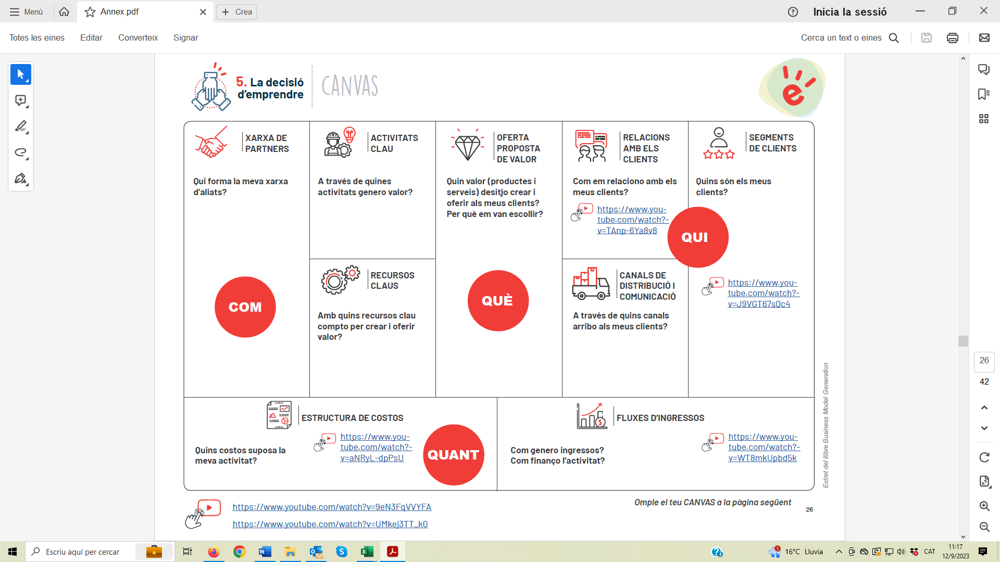 Menú
Annex.pdf
Crea
Inicia la sessió
Totes les eines
Editar
Converteix
Signar
Cerca un text o eines
5. La decisió
d'emprendre
CANVAS
e
XARXA DE
PARTNERS
Qui forma la meva xarxa
d'aliats?
COM
ACTIVITATS
CLAU
A través de quines
activitats genero valor?
RECURSOS
CLAUS
Amb quins recursos clau
compto per crear i oferir
valor?
OFERTA
PROPOSTA
DE VALOR
Quin valor (productes i
serveis) desitjo crear i
oferir als meus clients?
Per què em van escollir?
QUÈ
RELACIONS
AMB ELS
CLIENTS
Com em relaciono amb els
meus clients?
https://www.you-
tube.com/watch?-
v=TAnp-6Ya8v8
QUI
CANALS DE
DISTRIBUCIÓ I
COMUNICACIÓ
A través de quins canals
arribo als meus clients?
SEGMENTS
DE CLIENTS
Quins són els meus
clients?
https://www.you-
tube.com/watch?-
v=J9VGT67sQc4
ESTRUCTURA DE COSTOS
Quins costos suposa la
meva activitat?
https://www.you-
tube.com/watch?-
v=aNRyL-dpPsU
QUANT
FLUXES D'INGRESSOS
Com genero ingressos?
Com finanço l'activitat?
https://www.you-
tube.com/watch?-
v=WT8mkUpbd5k
Extret del llibre Business Model Generation
https://www.youtube.com/watch?v=9eN3FqVVYFA
https://www.youtube.com/watch?v=UMkej3TT_k0
Omple el teu CANVAS a la pàgina següent
26
26
42
Escriu aquí per cercar
1
16°C Lluvia
CAT
11:17
12/9/2023